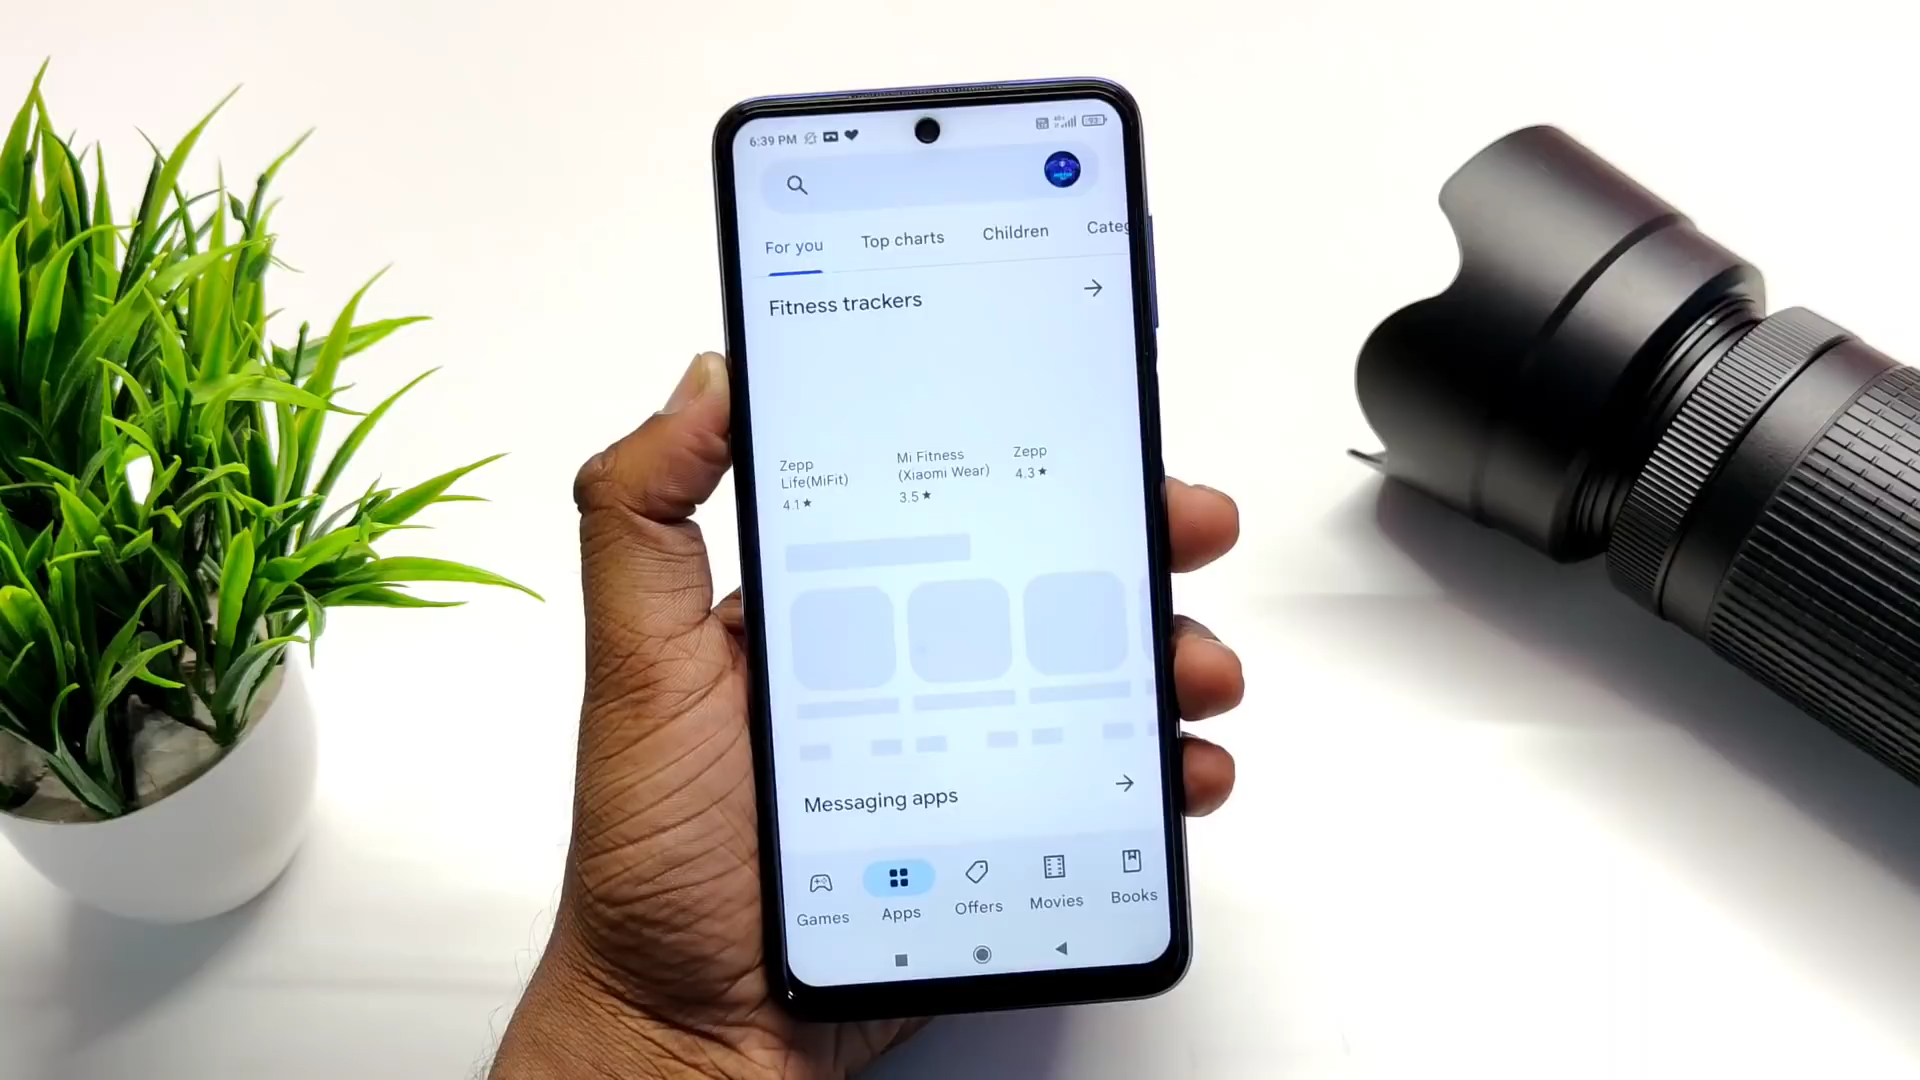 6:39 PM
93
For you Top charts Children Categ
Fitness trackers
Zepp
Life(MiFit)
4.1★
Mi Fitness
(Xiaomi Wear)
3.5★
Zepp
4.3★
Messaging apps
Games Apps Offers Movies Books